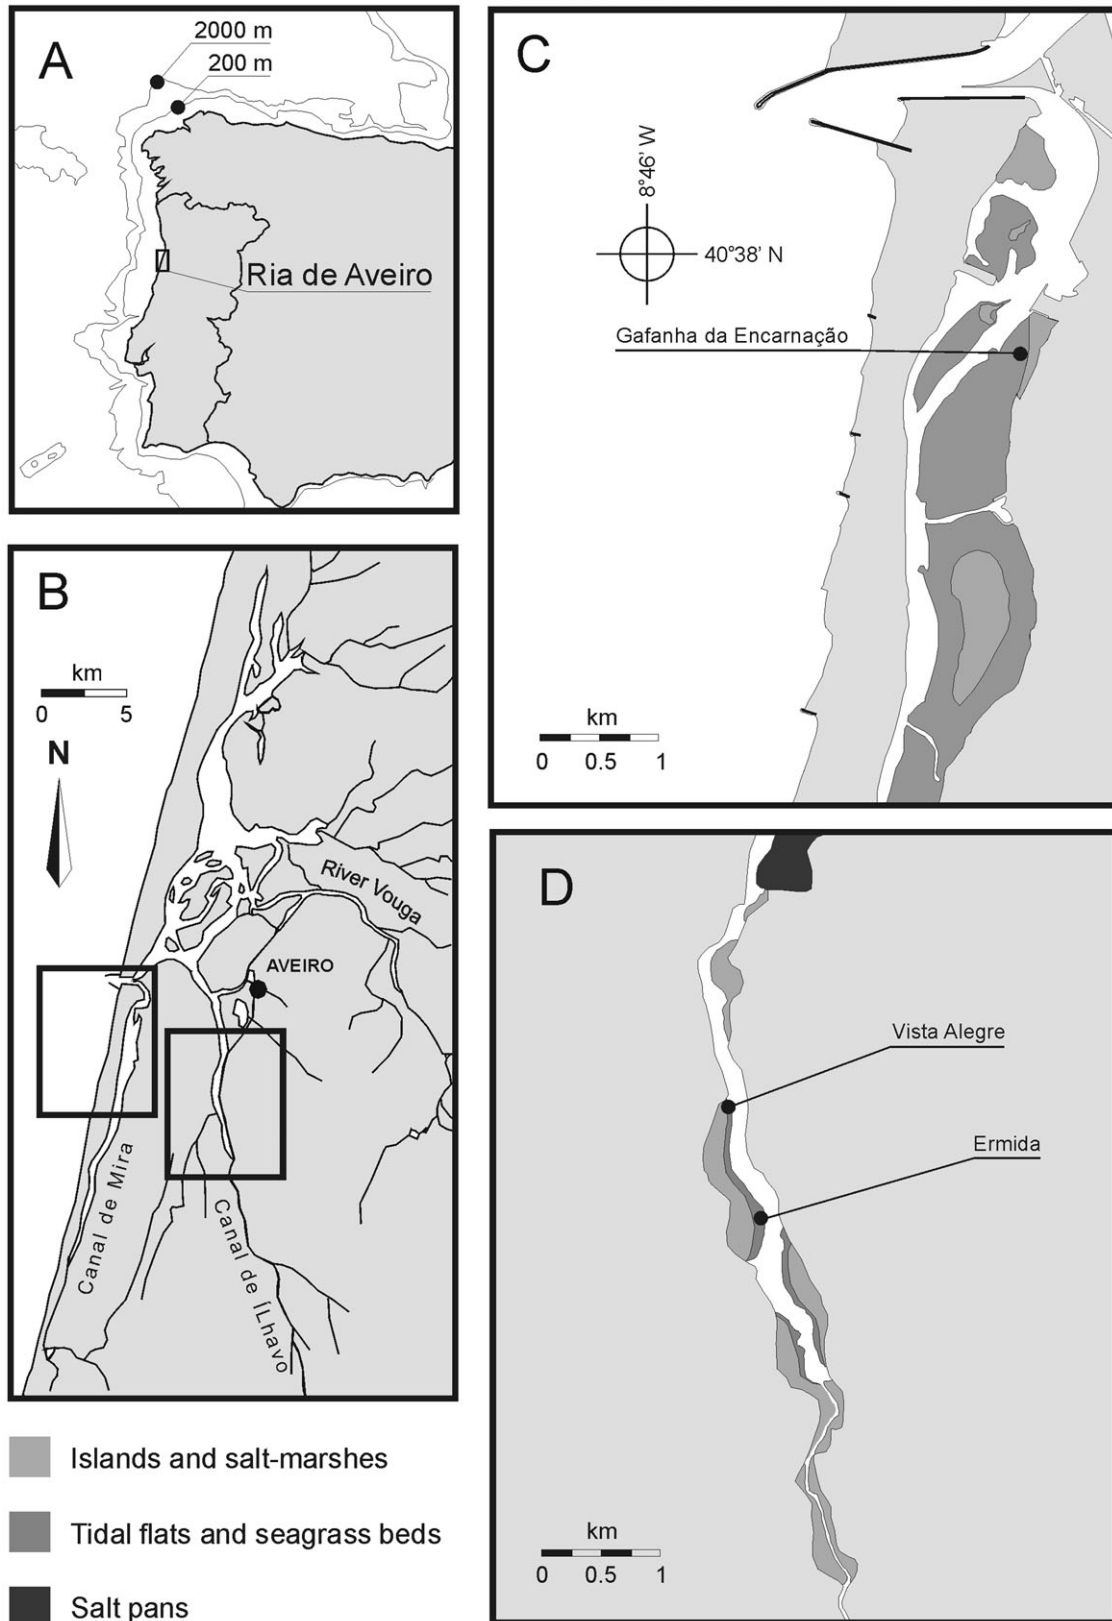 A
2000 m
200 m
Ria de Aveiro
B
km
0 5
N
River Vouga
AVEIRO
Canal de Mira
Canal de ÍLhavo
Islands and salt-marshes
Tidal flats and seagrass beds
Salt pans
C
8°46' W
40°38' N
Gafanha da Encarnação
km
0 0.5 1
D
Vista Alegre
Ermida
km
0 0.5 1